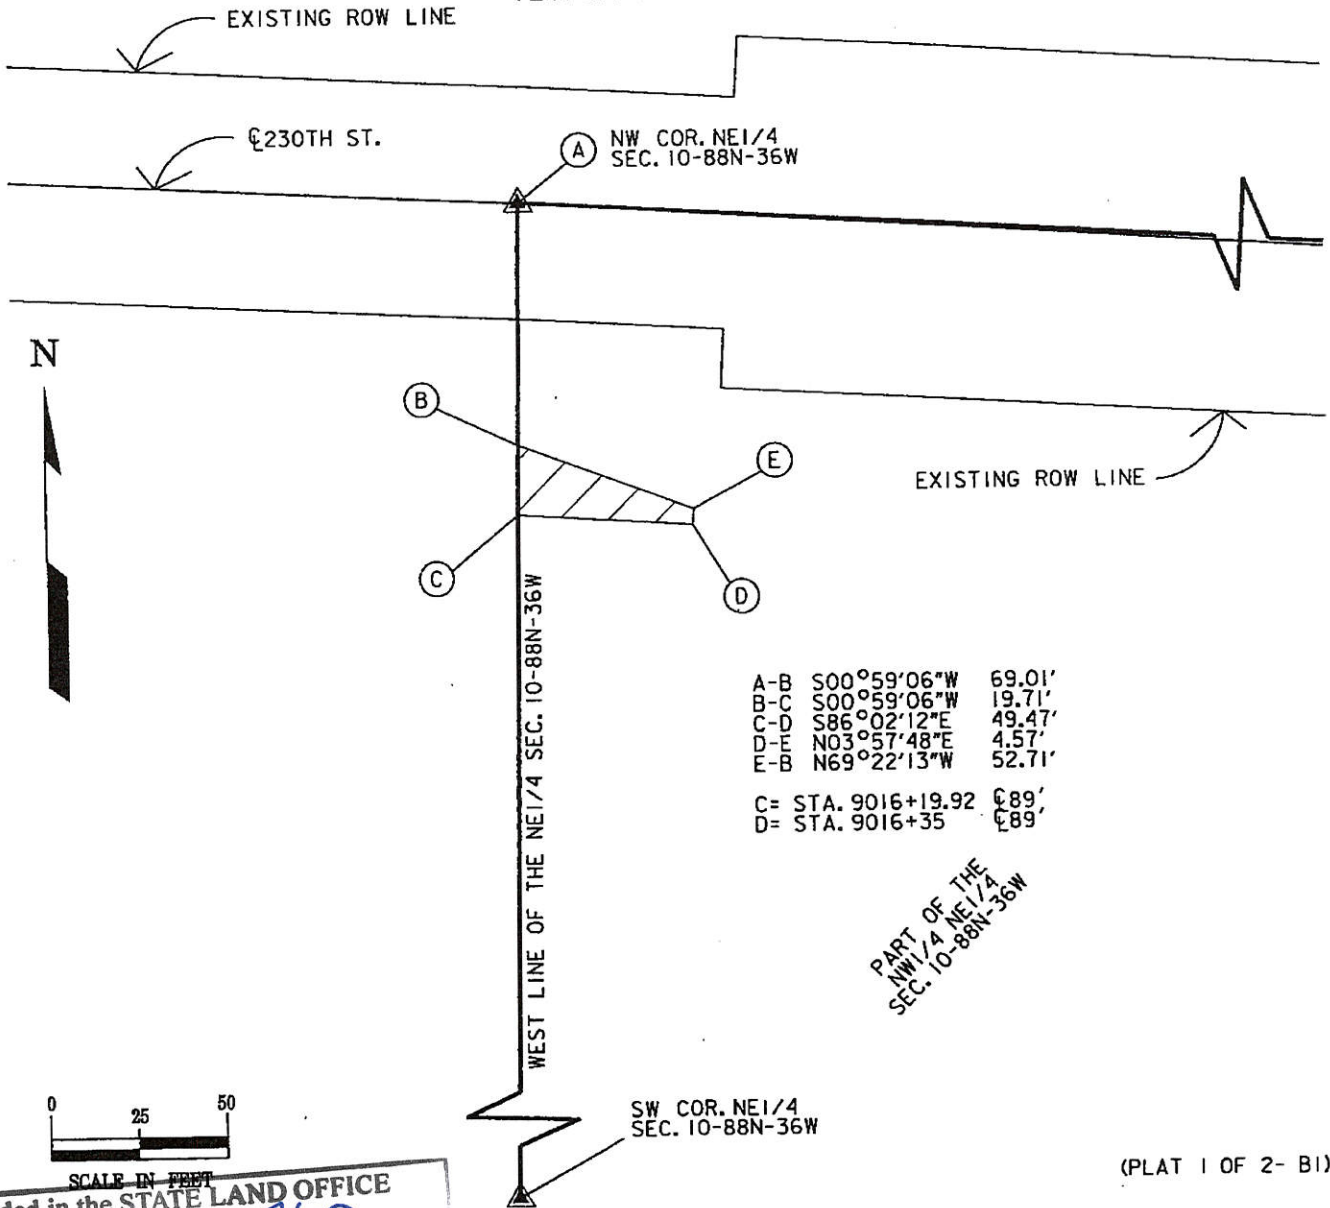 EXISTING ROW LINE
℄230TH ST.
A
NW COR. NE1/4
SEC. 10-88N-36W
N
B
E
EXISTING ROW LINE
C
D
WEST LINE OF THE NE1/4 SEC. 10-88N-36W
A-B S00°59'06"W 69.01'
B-C S00°59'06"W 19.71'
C-D S86°02'12"E 49.47'
D-E N03°57'48"E 4.57'
E-B N69°22'13"W 52.71'
C= STA. 9016+19.92 ℄89'
D= STA. 9016+35 ℄89'
PART OF THE
NW1/4 NE1/4
SEC. 10-88N-36W
0 25 50
SCALE IN FEET
SW COR. NE1/4
SEC. 10-88N-36W
(PLAT 1 OF 2- B1)
in the STATE LAND OFFICE